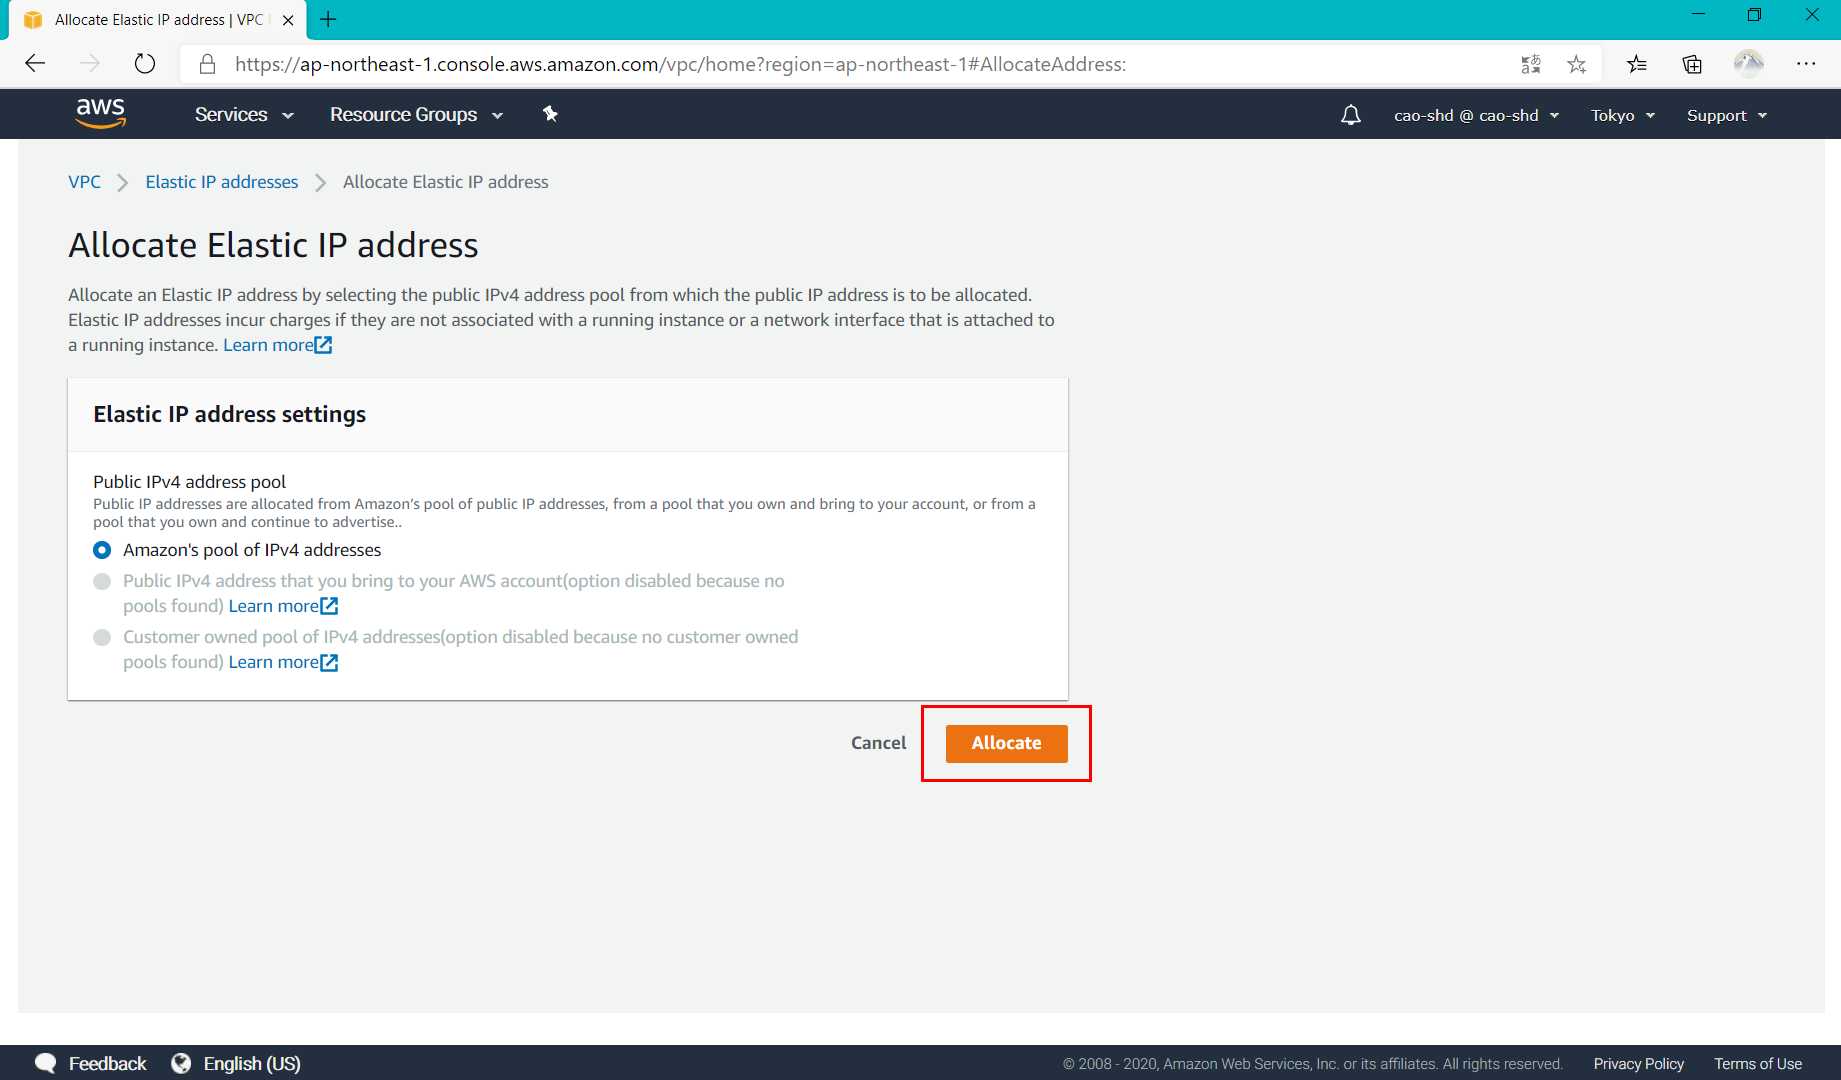 Allocate Elastic IP address | VPC
https://ap-northeast-1.console.aws.amazon.com/vpc/home?region=ap-northeast-1#AllocateAddress:
aws
Services
Resource Groups
cao-shd @ cao-shd
Tokyo
Support
VPC
Elastic IP addresses
Allocate Elastic IP address
Allocate Elastic IP address
Allocate an Elastic IP address by selecting the public IPv4 address pool from which the public IP address is to be allocated.
Elastic IP addresses incur charges if they are not associated with a running instance or a network interface that is attached to
a running instance. Learn more
Elastic IP address settings
Public IPv4 address pool
Public IP addresses are allocated from Amazon's pool of public IP addresses, from a pool that you own and bring to your account, or from a
pool that you own and continue to advertise..
Amazon's pool of IPv4 addresses
Public IPv4 address that you bring to your AWS account(option disabled because no
pools found) Learn more
Customer owned pool of IPv4 addresses(option disabled because no customer owned
pools found) Learn more
Cancel
Allocate
Feedback
English (US)
© 2008 - 2020, Amazon Web Services, Inc. or its affiliates. All rights reserved.
Privacy Policy
Terms of Use